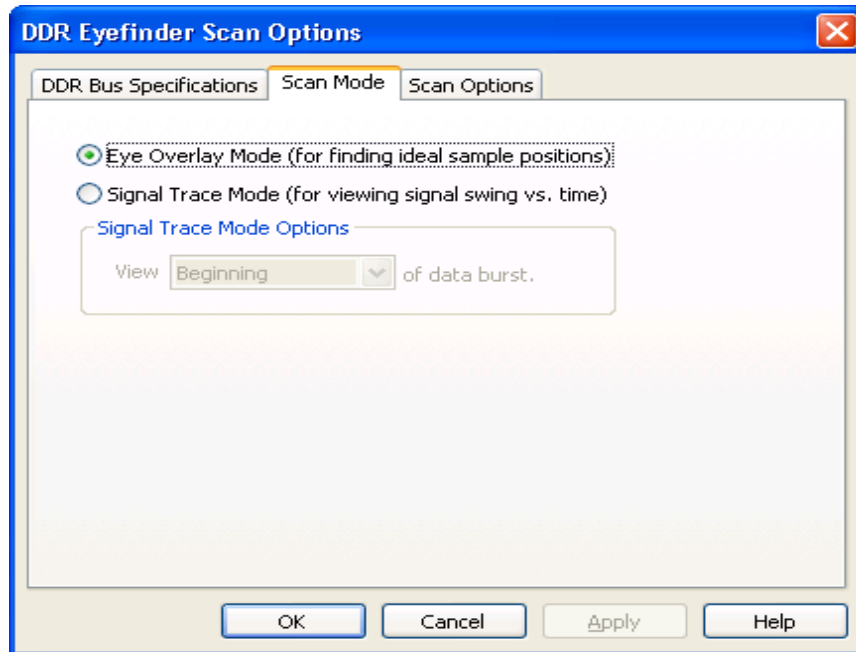 DDR Eyefinder Scan Options
DDR Bus Specifications Scan Mode Scan Options
Eye Overlay Mode (for finding ideal sample positions)
Signal Trace Mode (for viewing signal swing vs. time)
Signal Trace Mode Options
View Beginning of data burst.
OK Cancel Apply Help